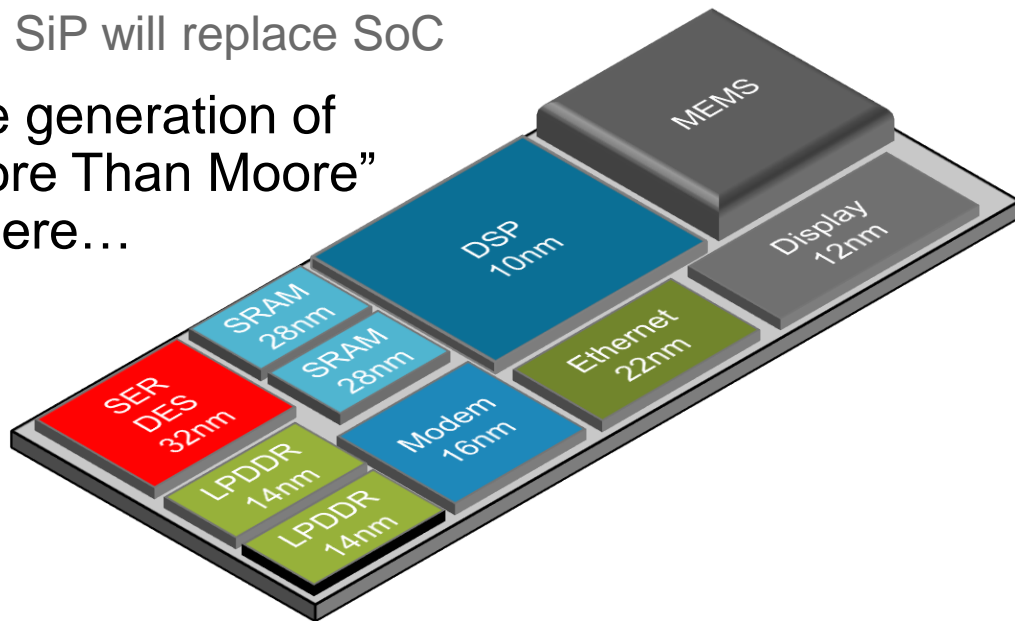 SiP will replace SoC
e generation of
ore Than Moore”
ere…
MEMS
DSP
10nm
Display
12nm
SRAM
28nm
SRAM
28nm
Ethernet
22nm
SER
DES
32nm
Modem
16nm
LPDDR
14nm
LPDDR
14nm